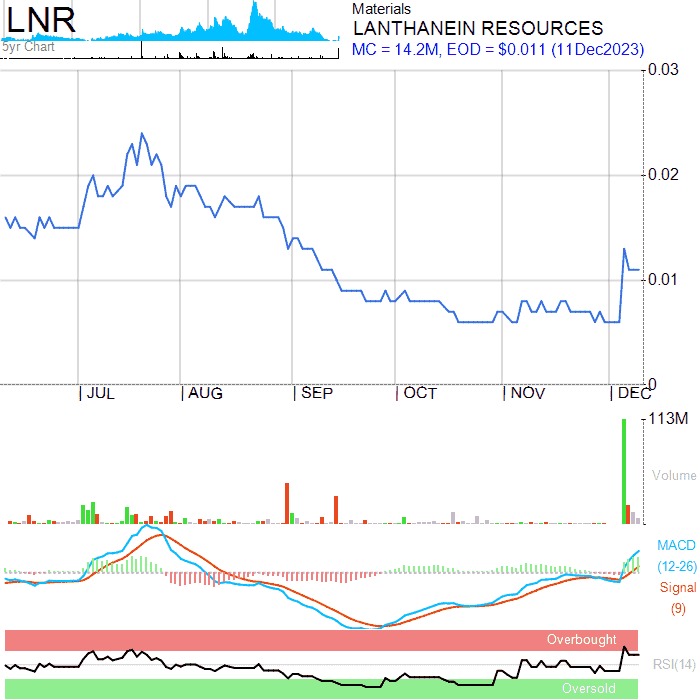 LNR
5yr Chart
Materials
LANTHANEIN RESOURCES
MC = 14.2M, EOD = $0.011 (11Dec2023)
0.03
0.02
0.01
0
JUL
AUG
SEP
OCT
NOV
DEC
113M
Volume
MACD
(12-26)
Signal
(9)
Overbought
RSI(14)
Oversold